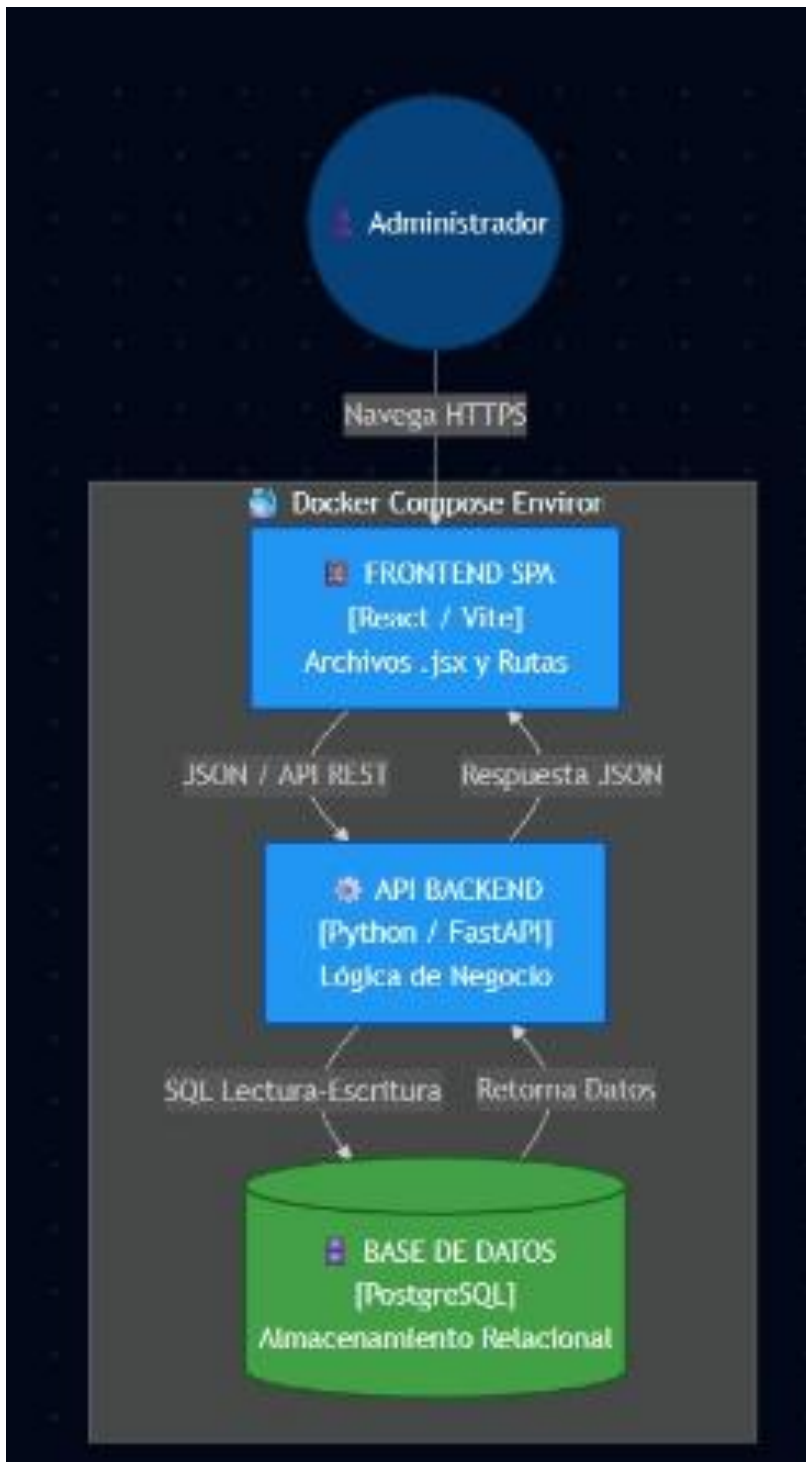 Administrador
Navega HTTPS
Docker Compose Environ
FRONTEND SPA
[React / Vite]
Archivos .jsx y Rutas
JSON / API REST
Respuesta JSON
API BACKEND
[Python / FastAPI]
Lógica de Negocio
SQL Lectura-Escritura
Retorna Datos
BASE DE DATOS
[PostgreSQL]
Almacenamiento Relacional